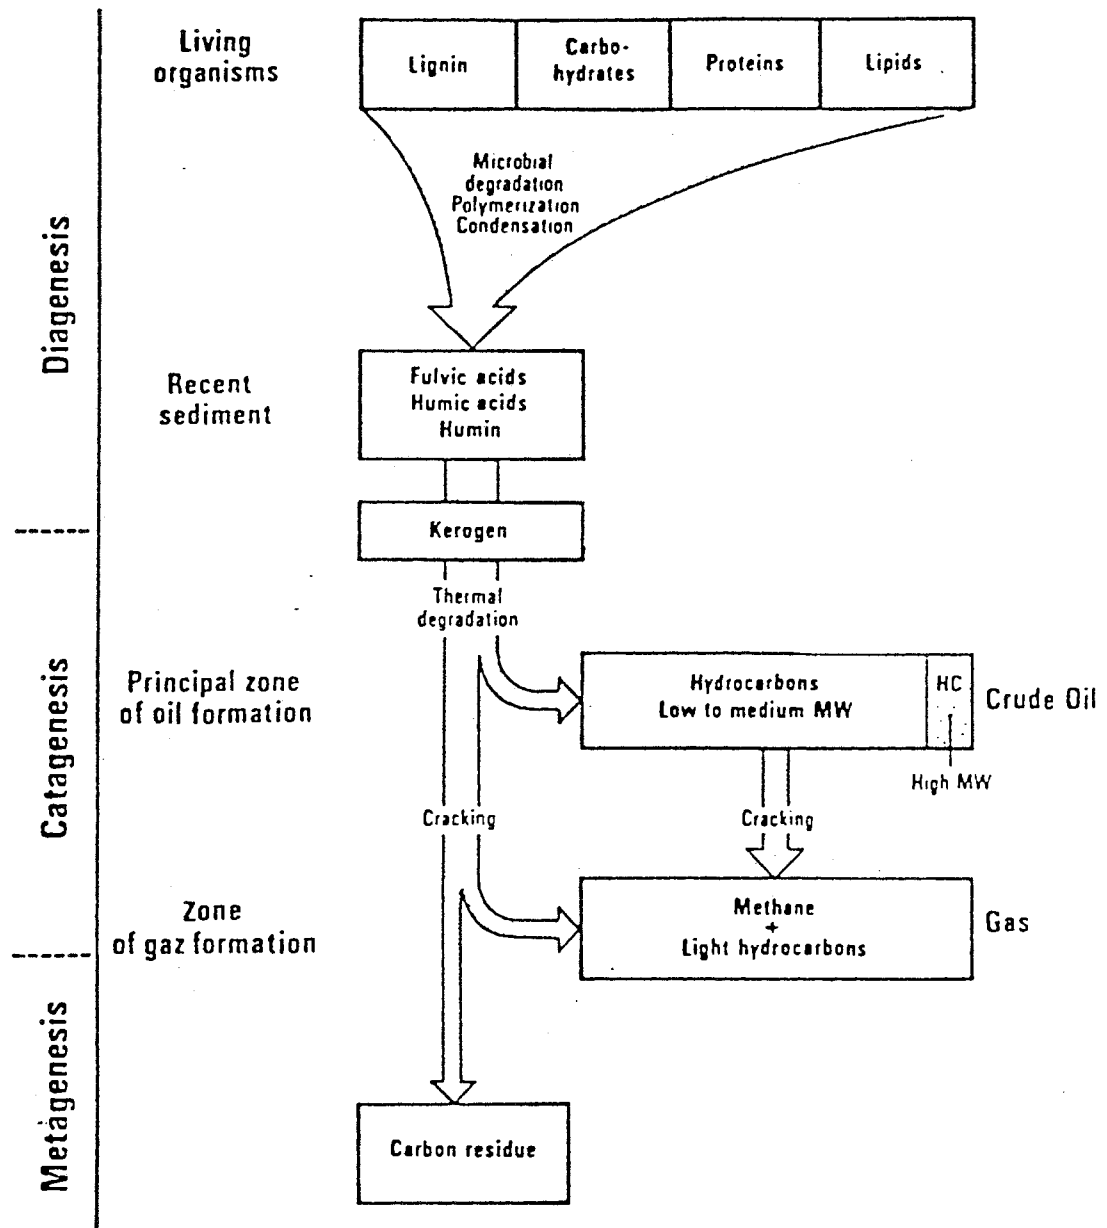 Living
organisms
Lignin
Carbo-
hydrates
Proteins
Lipids
Microbial
degradation
Polymerization
Condensation
Diagenesis
Recent
sediment
Fulvic acids
Humic acids
Humin
Kerogen
Thermal
degradation
Catagenesis
Principal zone
of oil formation
Hydrocarbons
Low to medium MW
HC
Crude Oil
High MW
Cracking
Cracking
Zone
of gaz formation
Methane
+
Light hydrocarbons
Gas
Metagenesis
Carbon residue